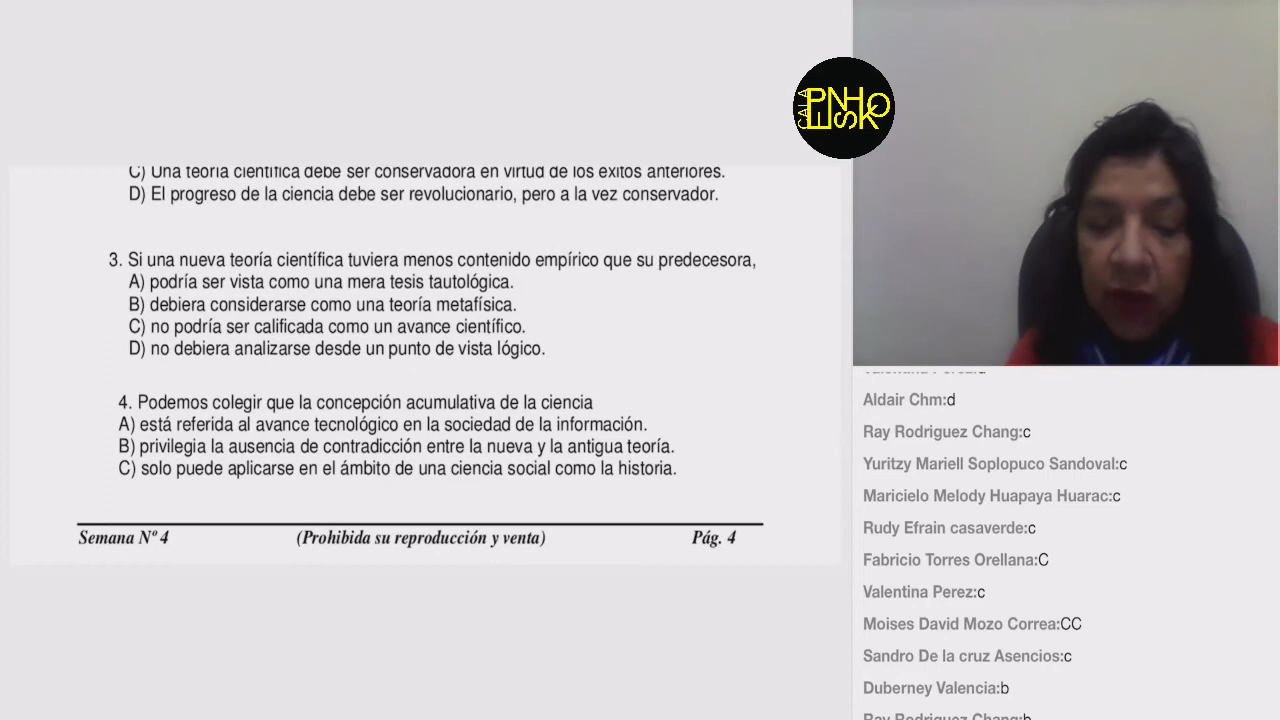 C) Una teoría científica debe ser conservadora en virtud de los éxitos anteriores.
D) El progreso de la ciencia debe ser revolucionario, pero a la vez conservador.
3. Si una nueva teoría científica tuviera menos contenido empírico que su predecesora,
A) podría ser vista como una mera tesis tautológica.
B) debiera considerarse como una teoría metafísica.
C) no podría ser calificada como un avance científico.
D) no debiera analizarse desde un punto de vista lógico.
4. Podemos colegir que la concepción acumulativa de la ciencia
A) está referida al avance tecnológico en la sociedad de la información.
B) privilegia la ausencia de contradicción entre la nueva y la antigua teoría.
C) solo puede aplicarse en el ámbito de una ciencia social como la historia.
Semana Nº 4 (Prohibida su reproducción y venta) Pág. 4
Aldair Chm:d
Ray Rodriguez Chang:c
Yuritzy Mariell Soplopuco Sandoval:c
Maricielo Melody Huapaya Huarac:c
Rudy Efrain casaverde:c
Fabricio Torres Orellana:C
Valentina Perez:c
Moises David Mozo Correa:CC
Sandro De la cruz Asencios:c
Duberney Valencia:b
Ray Rodriguez Chang:b